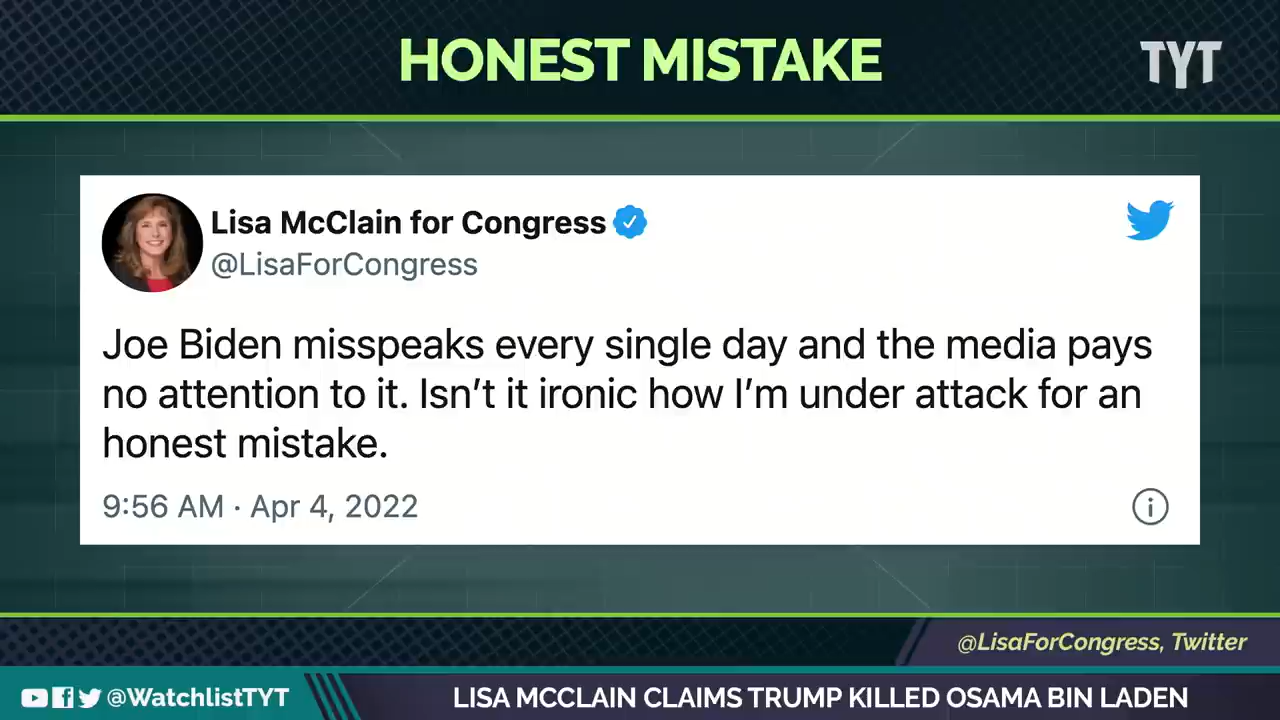 HONEST MISTAKE
TYT
Lisa McClain for Congress
@LisaForCongress
Joe Biden misspeaks every single day and the media pays
no attention to it. Isn’t it ironic how I’m under attack for an
honest mistake.
9:56 AM · Apr 4, 2022
@LisaForCongress, Twitter
@WatchlistTYT
LISA MCCLAIN CLAIMS TRUMP KILLED OSAMA BIN LADEN